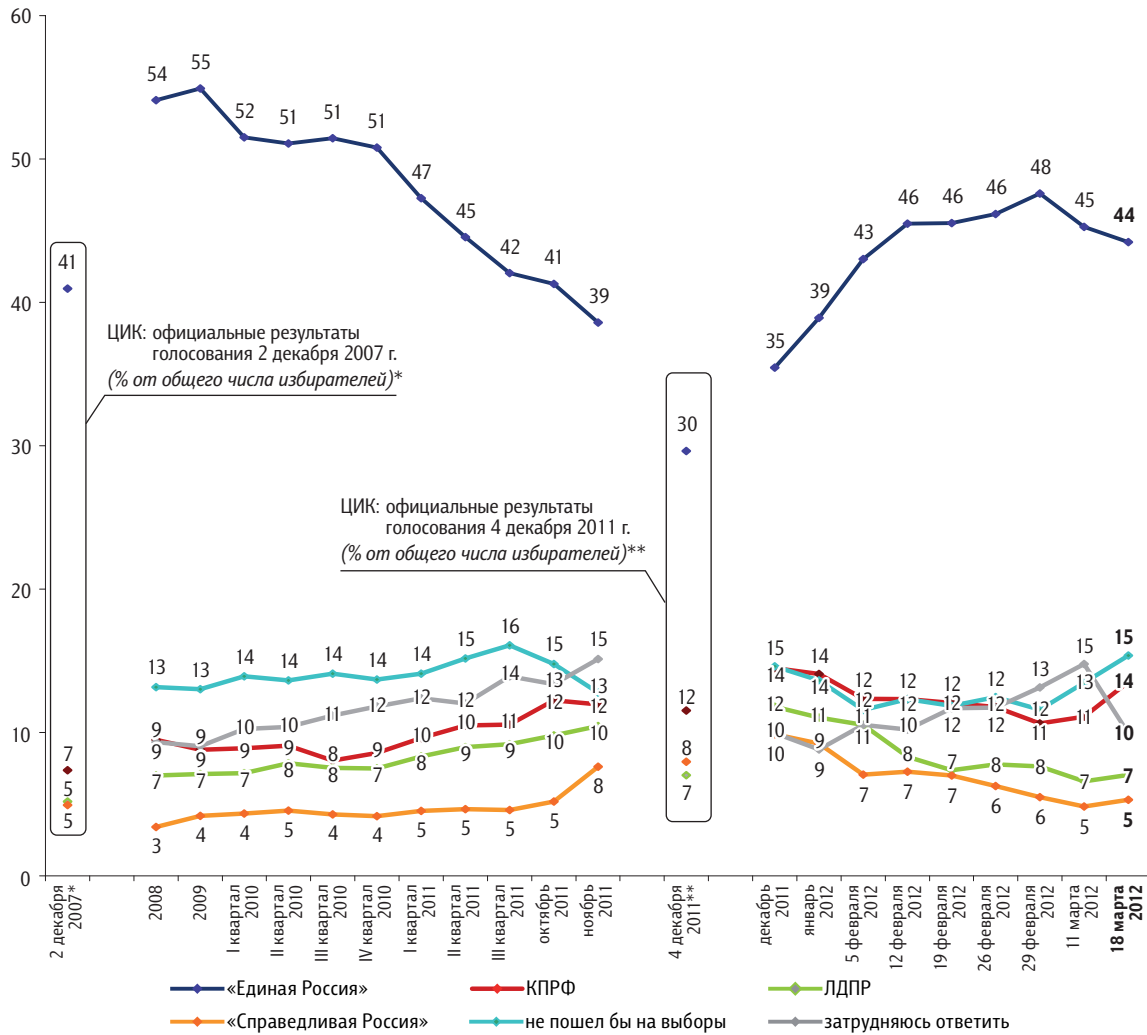 60
50
40
30
20
10
0
54 55 52 51 51 51 47 45 42 41 39
35 39 43 46 46 46 48 45 44
41
7
5
5
ЦИК: официальные результаты
голосования 2 декабря 2007 г.
(% от общего числа избирателей)*
30
12
8
7
ЦИК: официальные результаты
голосования 4 декабря 2011 г.
(% от общего числа избирателей)**
13 13 14 14 14 14 14 15 16 15 13
9 9 10 10 11 12 12 12 14 13 15
9 9 9 9 8 9 10 10 11 12 12
7 7 7 8 8 8 8 9 9 10 10
3 4 4 5 4 4 5 5 5 5 8
15 14 12 12 12 12 12 13 15
14 14 12 12 12 12 11 11 14
10 9 11 10 12 12 13 15 10
12 11 11 8 7 8 8 7 7
10 9 7 7 7 6 6 5 5
2 декабря
2007*
2008
2009
I квартал
2010
II квартал
2010
III квартал
2010
IV квартал
2010
I квартал
2011
II квартал
2011
III квартал
2011
октябрь
2011
ноябрь
2011
4 декабря
2011**
декабрь
2011
январь
2012
5 февраля
2012
12 февраля
2012
19 февраля
2012
26 февраля
2012
29 февраля
2012
11 марта
2012
18 марта
2012
«Единая Россия» КПРФ ЛДПР
«Справедливая Россия» не пошел бы на выборы затрудняюсь ответить